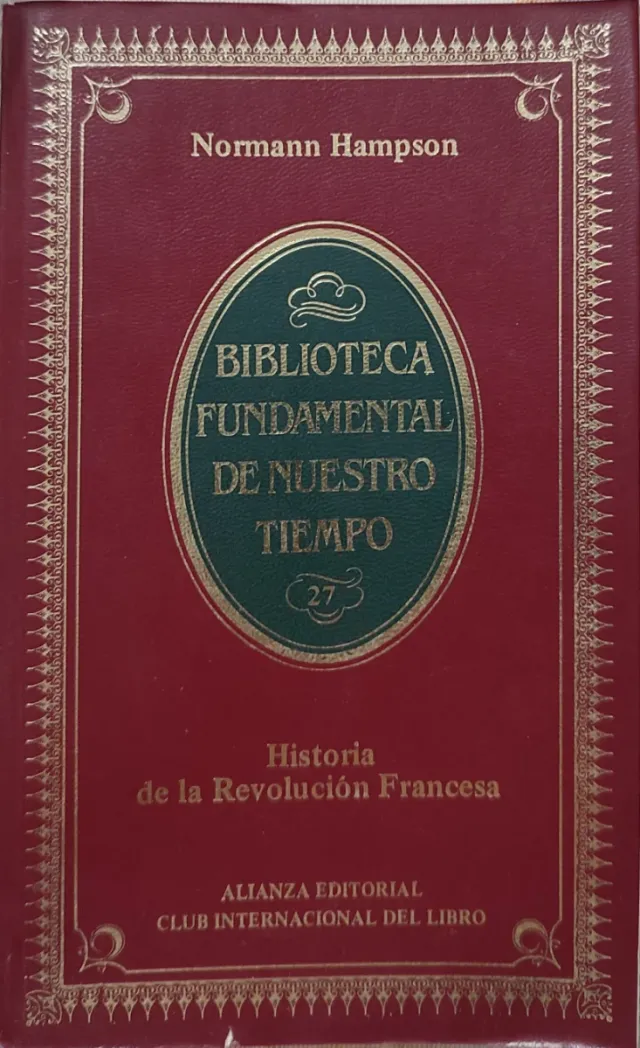 Normann Hampson
BIBLIOTECA
FUNDAMENTAL
DE NUESTRO
TIEMPO
27
Historia
de la Revolución Francesa
ALIANZA EDITORIAL
CLUB INTERNACIONAL DEL LIBRO